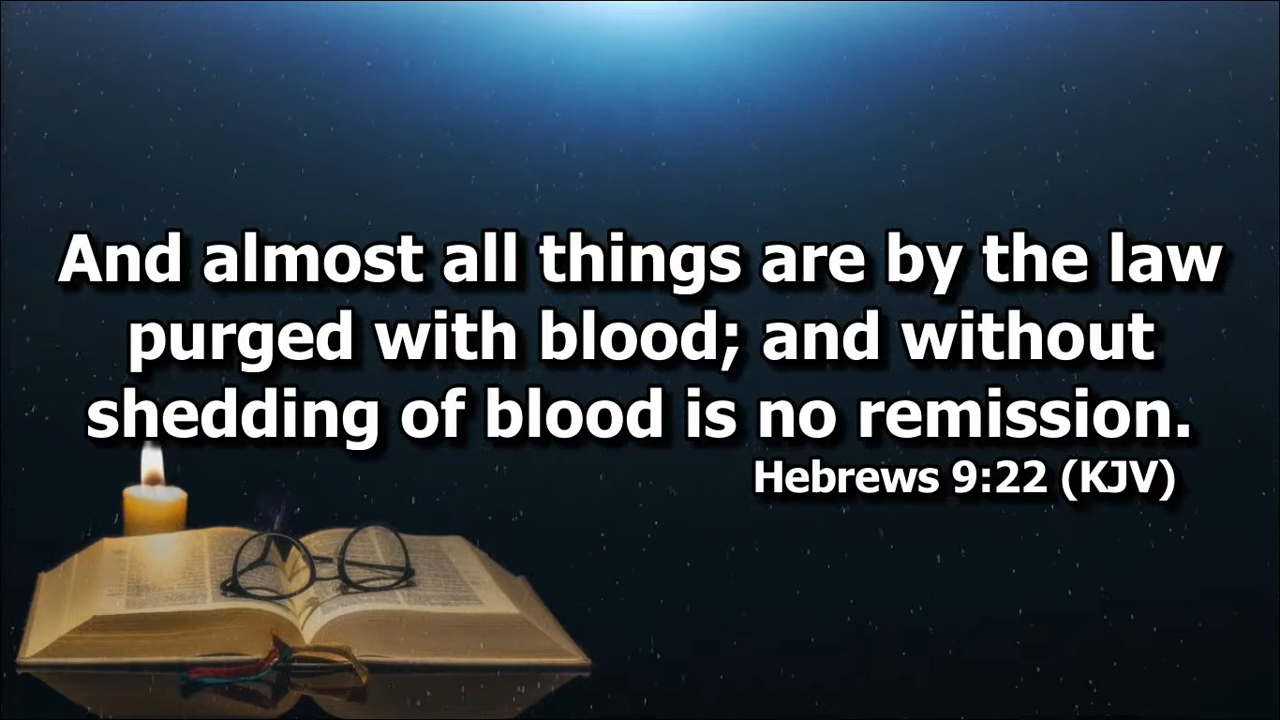 And almost all things are by the law
purged with blood; and without
shedding of blood is no remission.
Hebrews 9:22 (KJV)